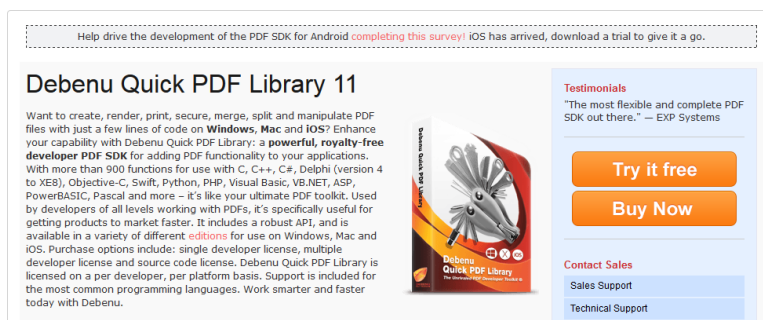 Help drive the development of the PDF SDK for Android completing this survey! iOS has arrived, download a trial to give it a go.
Debenu Quick PDF Library 11
Want to create, render, print, secure, merge, split and manipulate PDF
files with just a few lines of code on Windows, Mac and iOS? Enhance
your capability with Debenu Quick PDF Library: a powerful, royalty-free
developer PDF SDK for adding PDF functionality to your applications.
With more than 900 functions for use with C, C++, C#, Delphi (version 4
to XE8), Objective-C, Swift, Python, PHP, Visual Basic, VB.NET, ASP,
PowerBASIC, Pascal and more – it's like your ultimate PDF toolkit. Used
by developers of all levels working with PDFs, it's specifically useful for
getting products to market faster. It includes a robust API, and is
available in a variety of different editions for use on Windows, Mac and
iOS. Purchase options include: single developer license, multiple
developer license and source code license. Debenu Quick PDF Library is
licensed on a per developer, per platform basis. Support is included for
the most common programming languages. Work smarter and faster
today with Debenu.
Debenu Quick PDF Library
Debenu
Quick PDF Library
Testimonials
"The most flexible and complete PDF
SDK out there." — EXP Systems
Try it free
Buy Now
Contact Sales
Sales Support
Technical Support